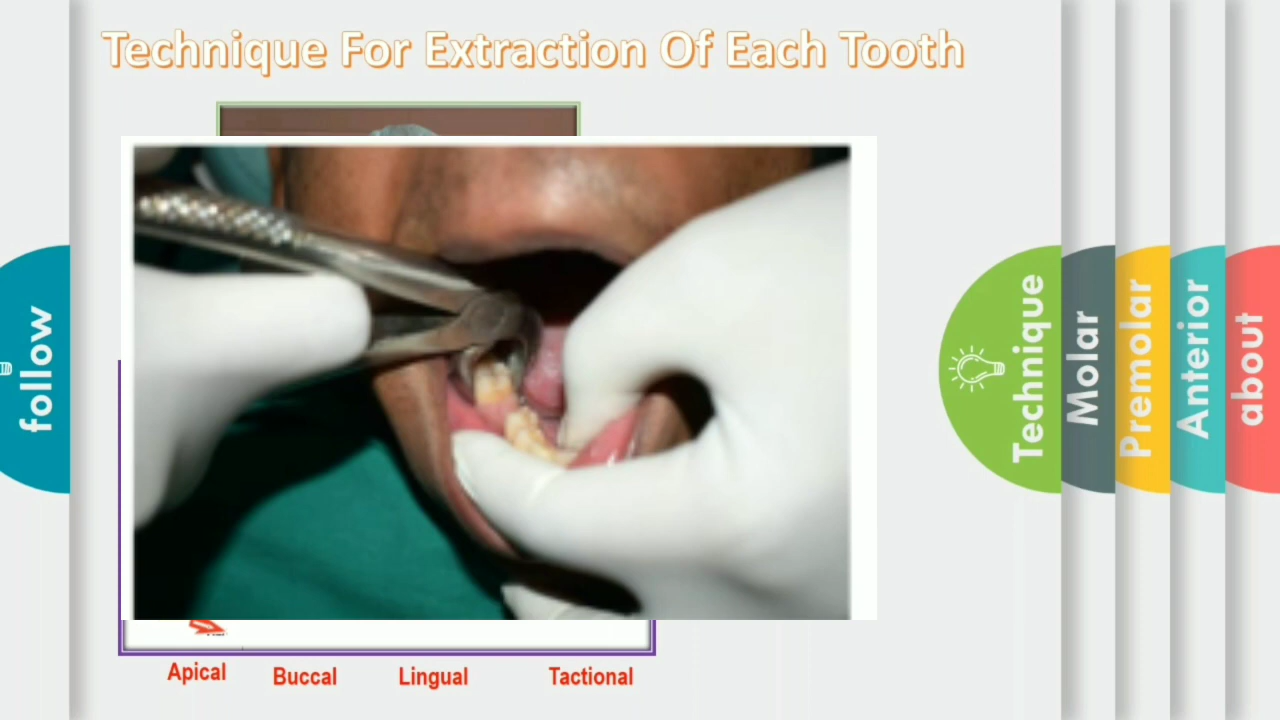 Technique For Extraction Of Each Tooth
follow
Technique
Molar
Premolar
Anterior
about
Apical
Buccal
Lingual
Tactional